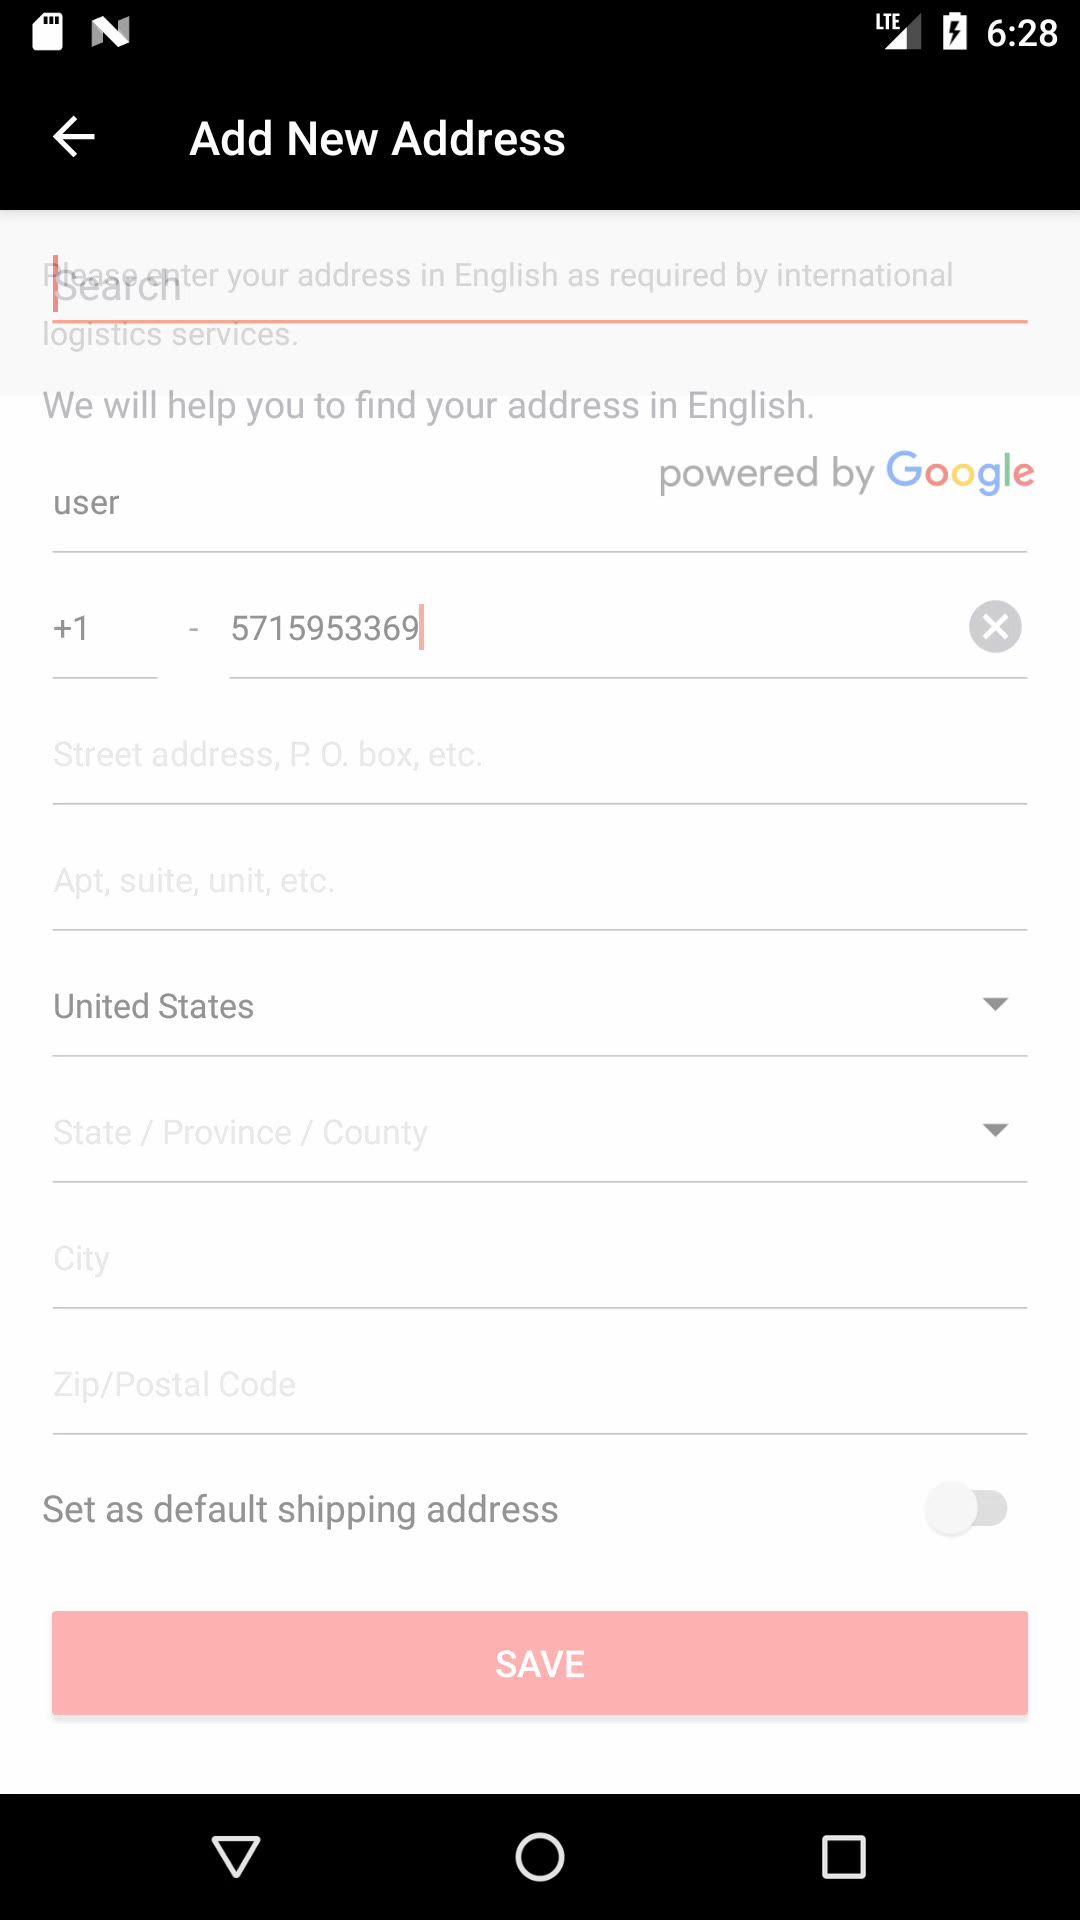 LTE 6:28
Add New Address
Please enter your address in English as required by international
Search
logistics services.
We will help you to find your address in English.
powered by Google
user
+1 - 5715953369
Street address, P. O. box, etc.
Apt, suite, unit, etc.
United States
State / Province / County
City
Zip/Postal Code
Set as default shipping address
SAVE